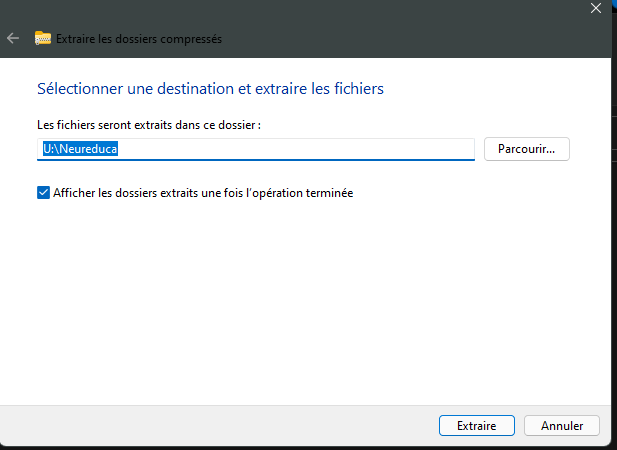 Extraire les dossiers compressés
Sélectionner une destination et extraire les fichiers
Les fichiers seront extraits dans ce dossier :
U:\Neureduca
Parcourir...
Afficher les dossiers extraits une fois l'opération terminée
Extraire
Annuler